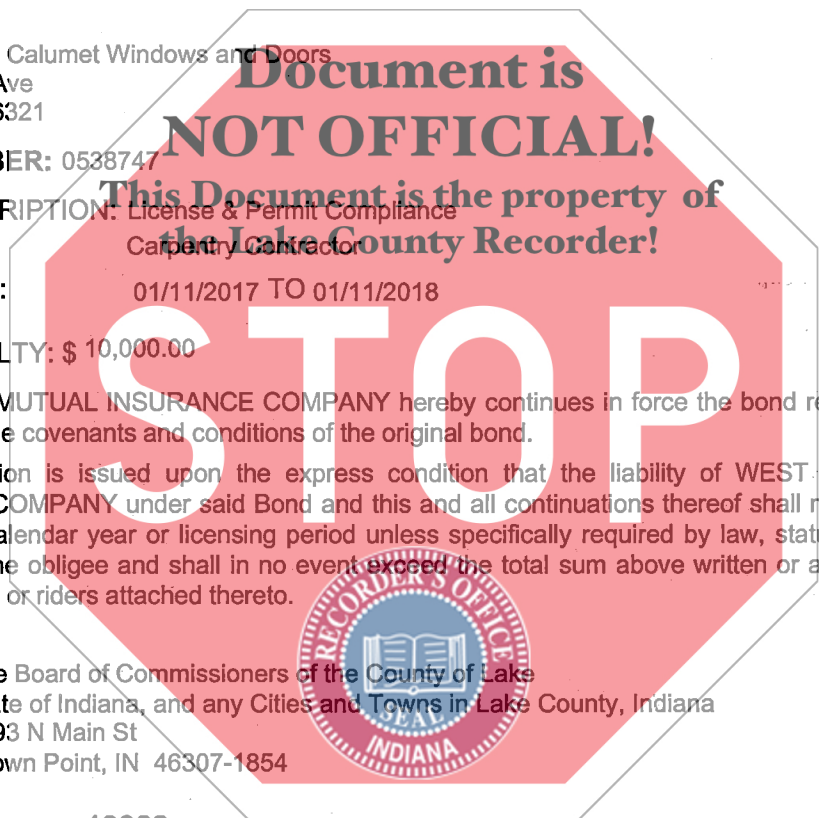 Calumet Windows and Doors
Document is
Ave
6321
NOT OFFICIAL!
BER: 0538747
This Document is the property of
RIPTION: License & Permit Compliance
the Lake County Recorder!
Carpentry Contractor
: 01/11/2017 TO 01/11/2018
STOP
LTY: $ 10,000.00
MUTUAL INSURANCE COMPANY hereby continues in force the bond re
e covenants and conditions of the original bond.
ion is issued upon the express condition that the liability of WEST
COMPANY under said Bond and this and all continuations thereof shall n
alendar year or licensing period unless specifically required by law, statu
e obligee and shall in no event exceed the total sum above written or a
or riders attached thereto.
RECORDER'S OFFICE
SEAL
INDIANA
e Board of Commissioners of the County of Lake
te of Indiana, and any Cities and Towns in Lake County, Indiana
93 N Main St
own Point, IN 46307-1854